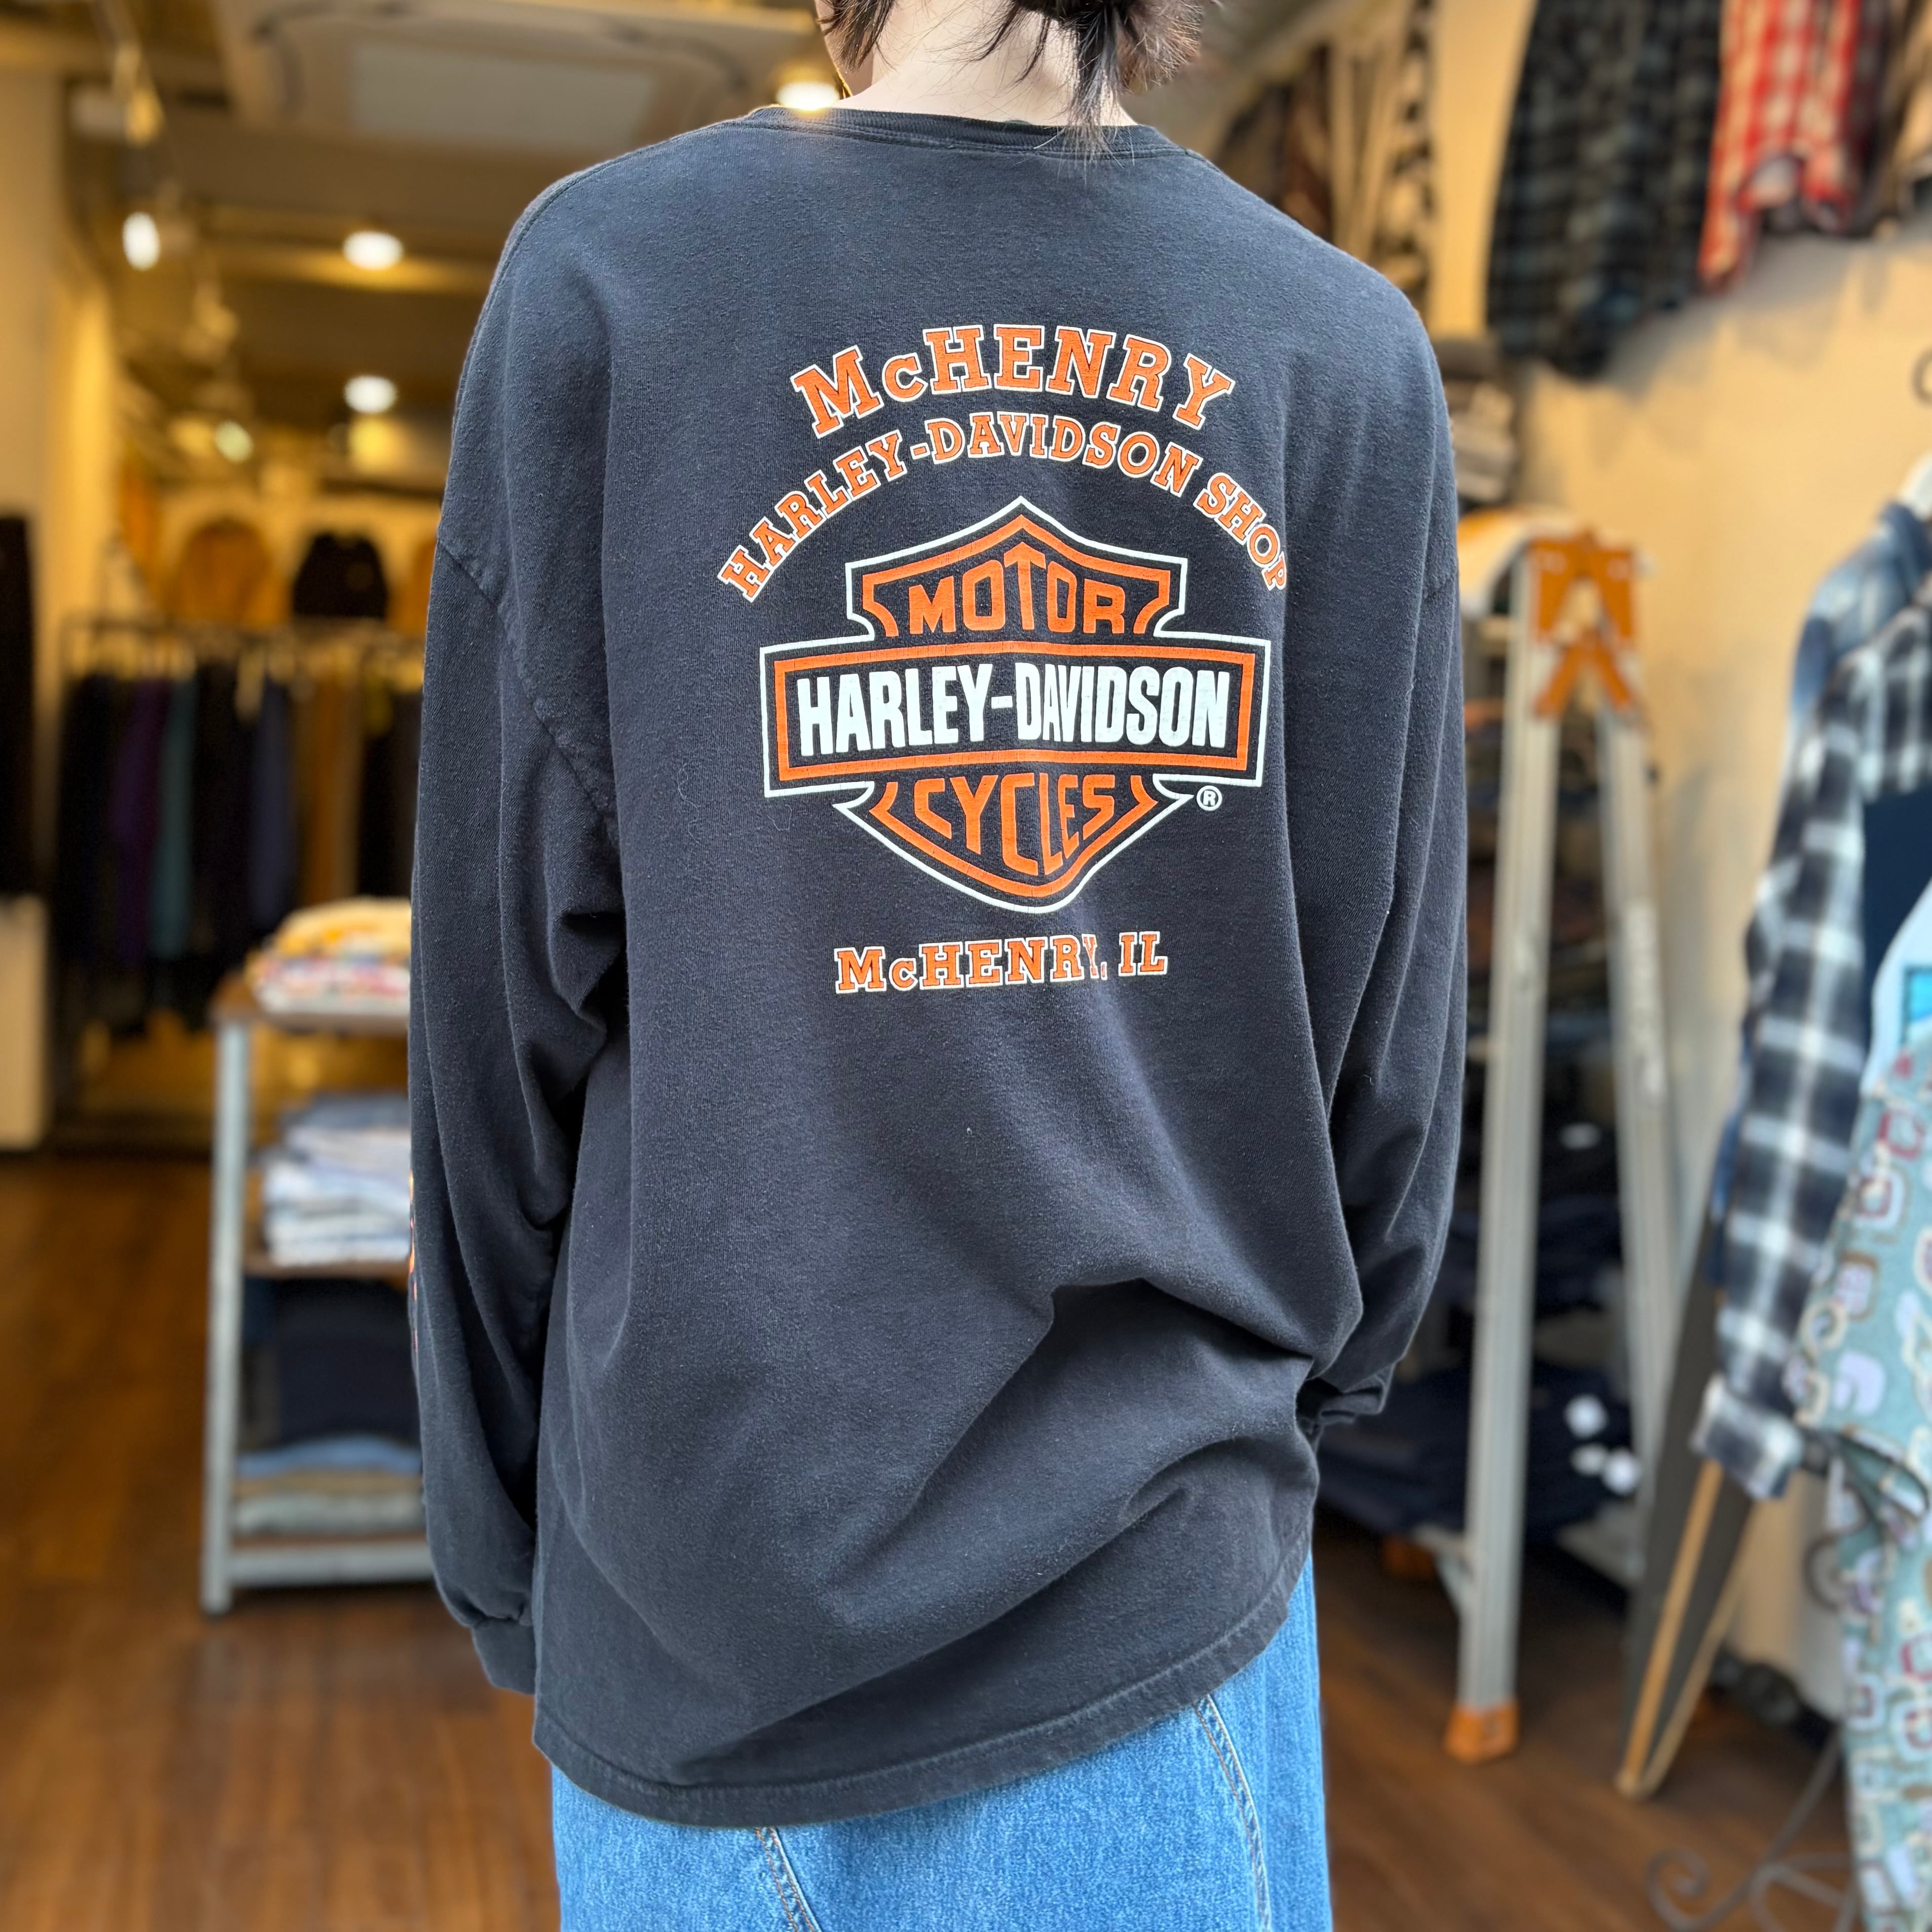 McHENRY
HARLEY-DAVIDSON SHOP
MOTOR
HARLEY-DAVIDSON
CYCLES
®
McHENRY, IL